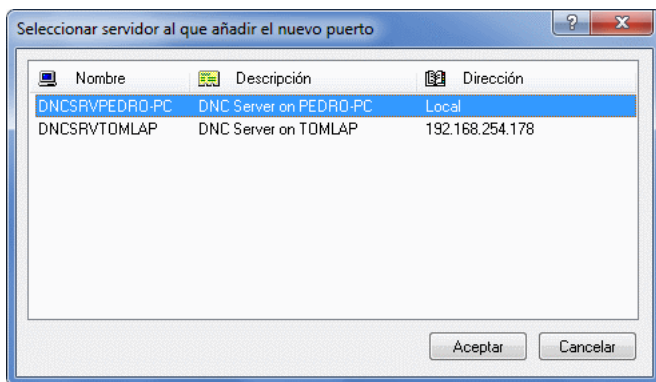 Seleccionar servidor al que añadir el nuevo puerto
Nombre Descripción Dirección
DNCSRVPEDRO-PC DNC Server on PEDRO-PC Local
DNCSRVTOMLAP DNC Server on TOMLAP 192.168.254.178
Aceptar Cancelar